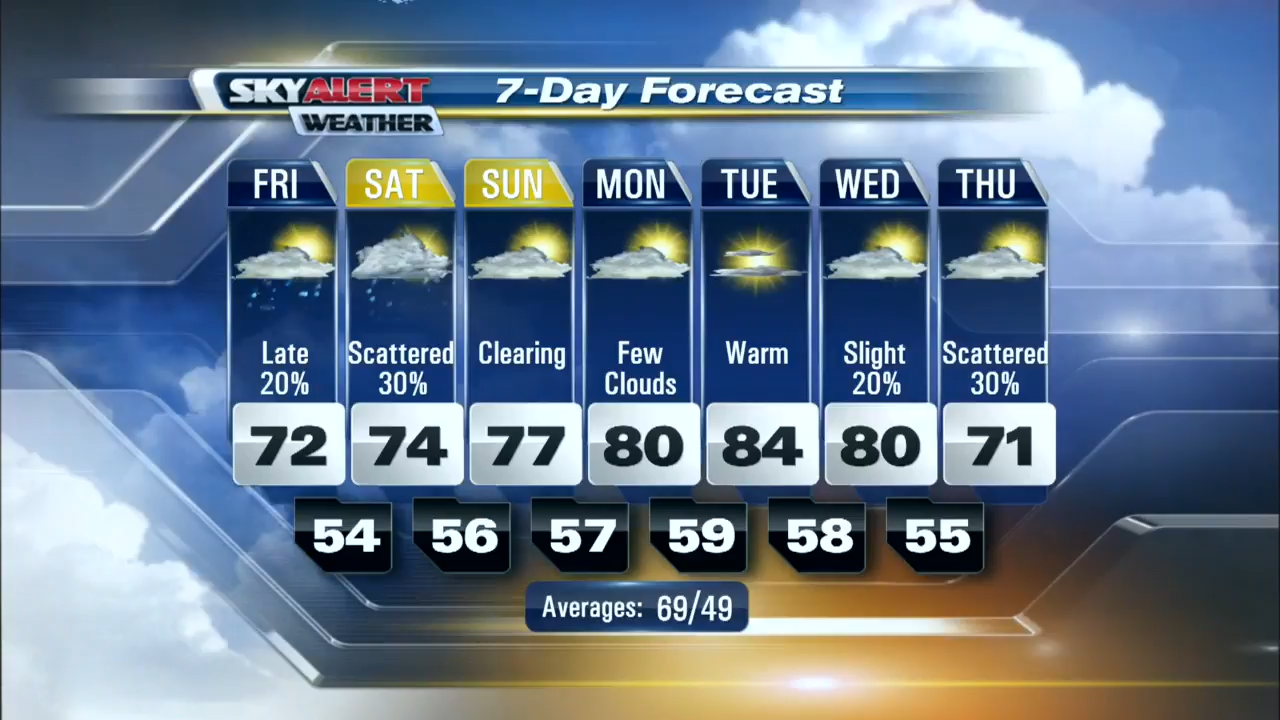 SKYALERT
WEATHER
7-Day Forecast
FRI SAT SUN MON TUE WED THU
Late
20%
Scattered
30%
Clearing
Few
Clouds
Warm
Slight
20%
Scattered
30%
72 74 77 80 84 80 71
54 56 57 59 58 55
Averages: 69/49